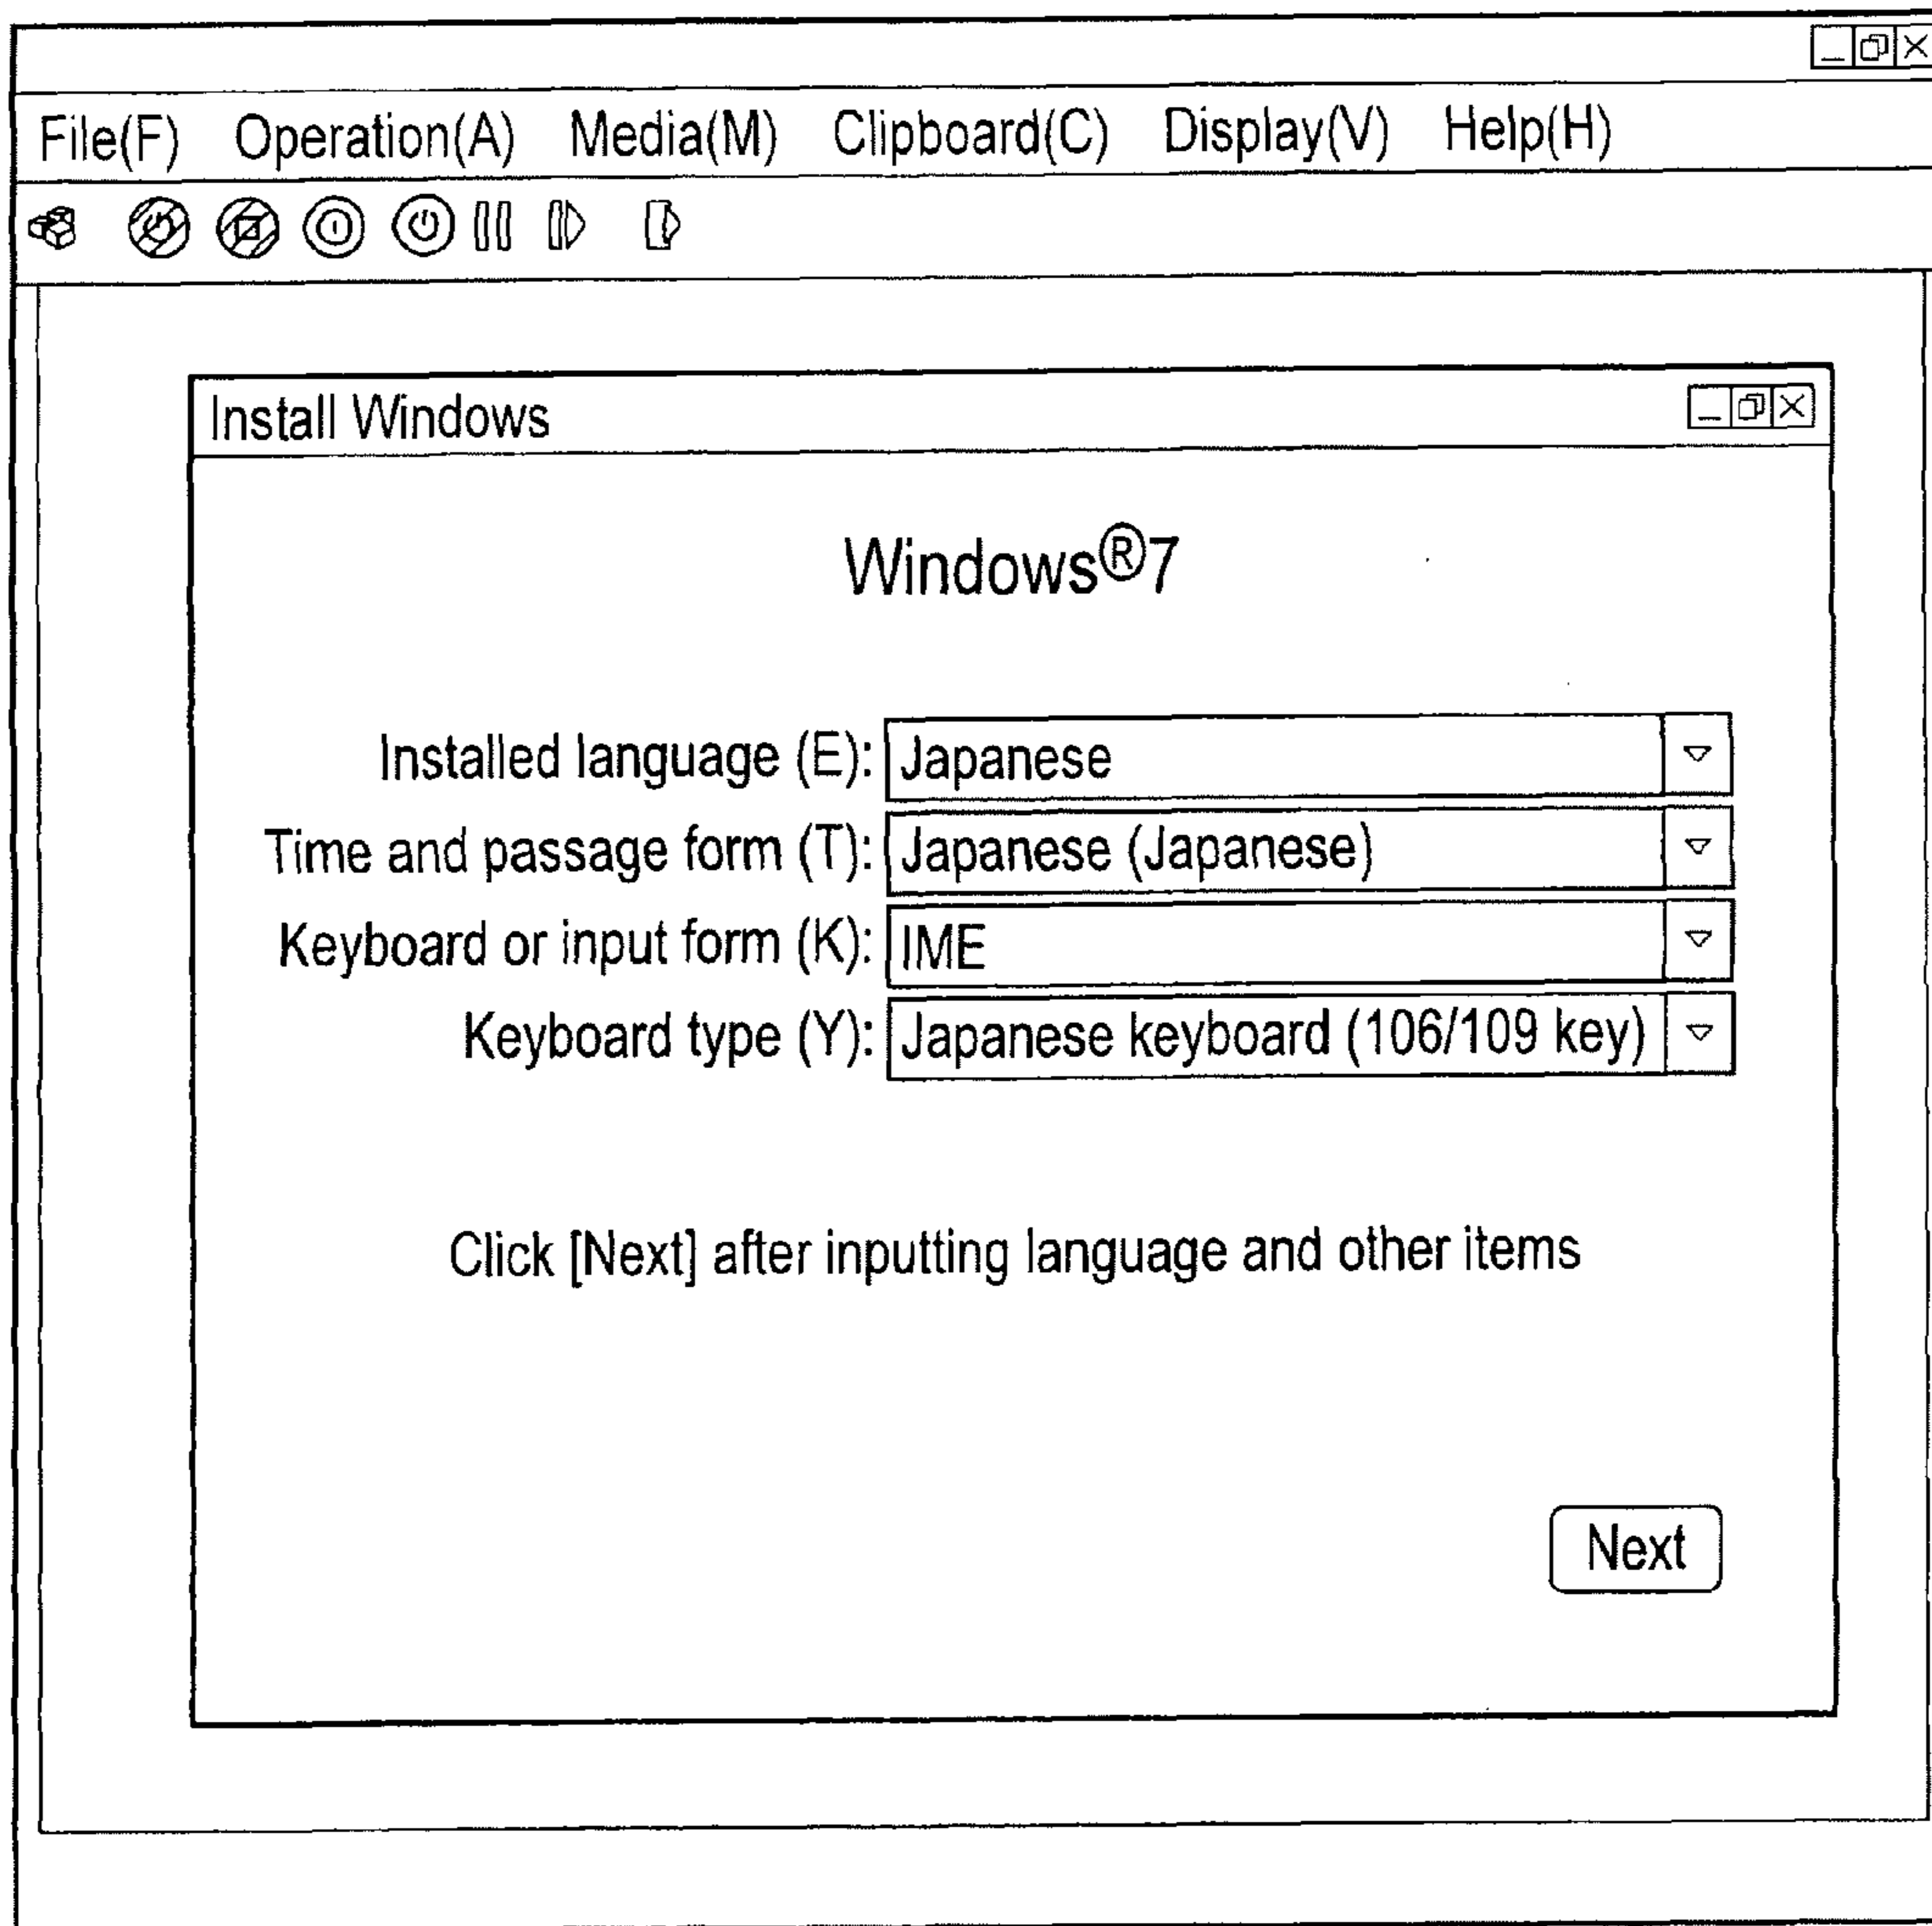 File(F) Operation(A) Media(M) Clipboard(C) Display(V) Help(H)
Install Windows
Windows®7
Installed language (E): Japanese
Time and passage form (T): Japanese (Japanese)
Keyboard or input form (K): IME
Keyboard type (Y): Japanese keyboard (106/109 key)
Click [Next] after inputting language and other items
Next